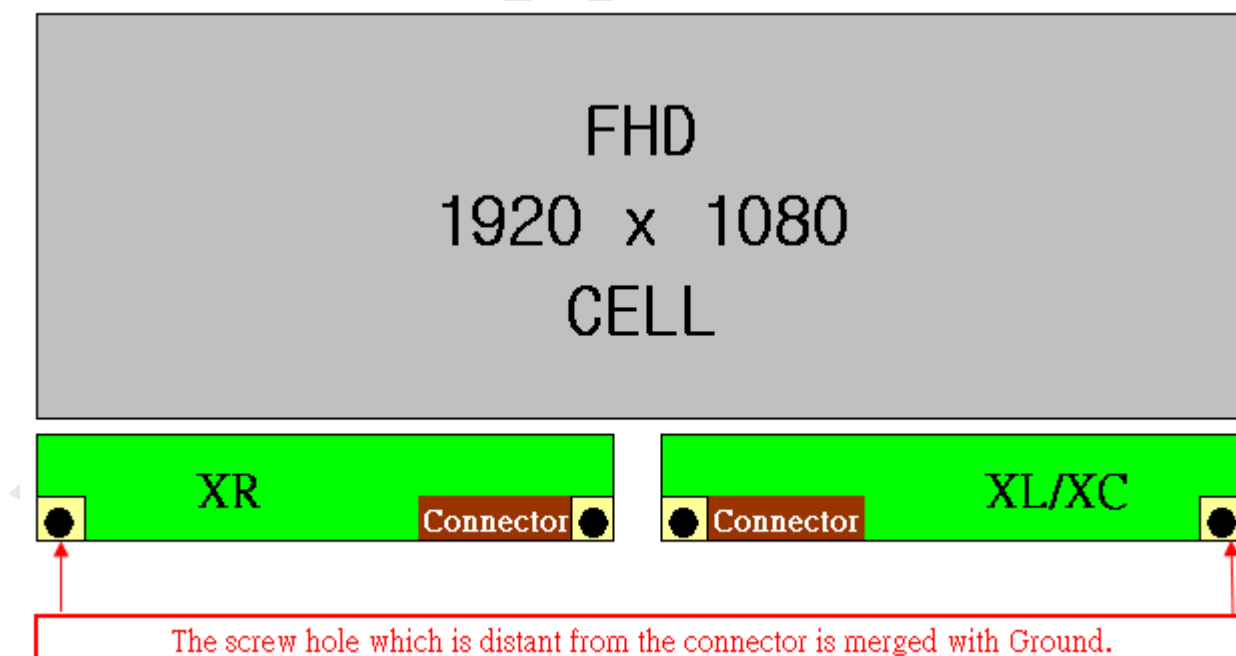 FHD
1920 x 1080
CELL
XR
XL/XC
Connector
Connector
The screw hole which is distant from the connector is merged with Ground.